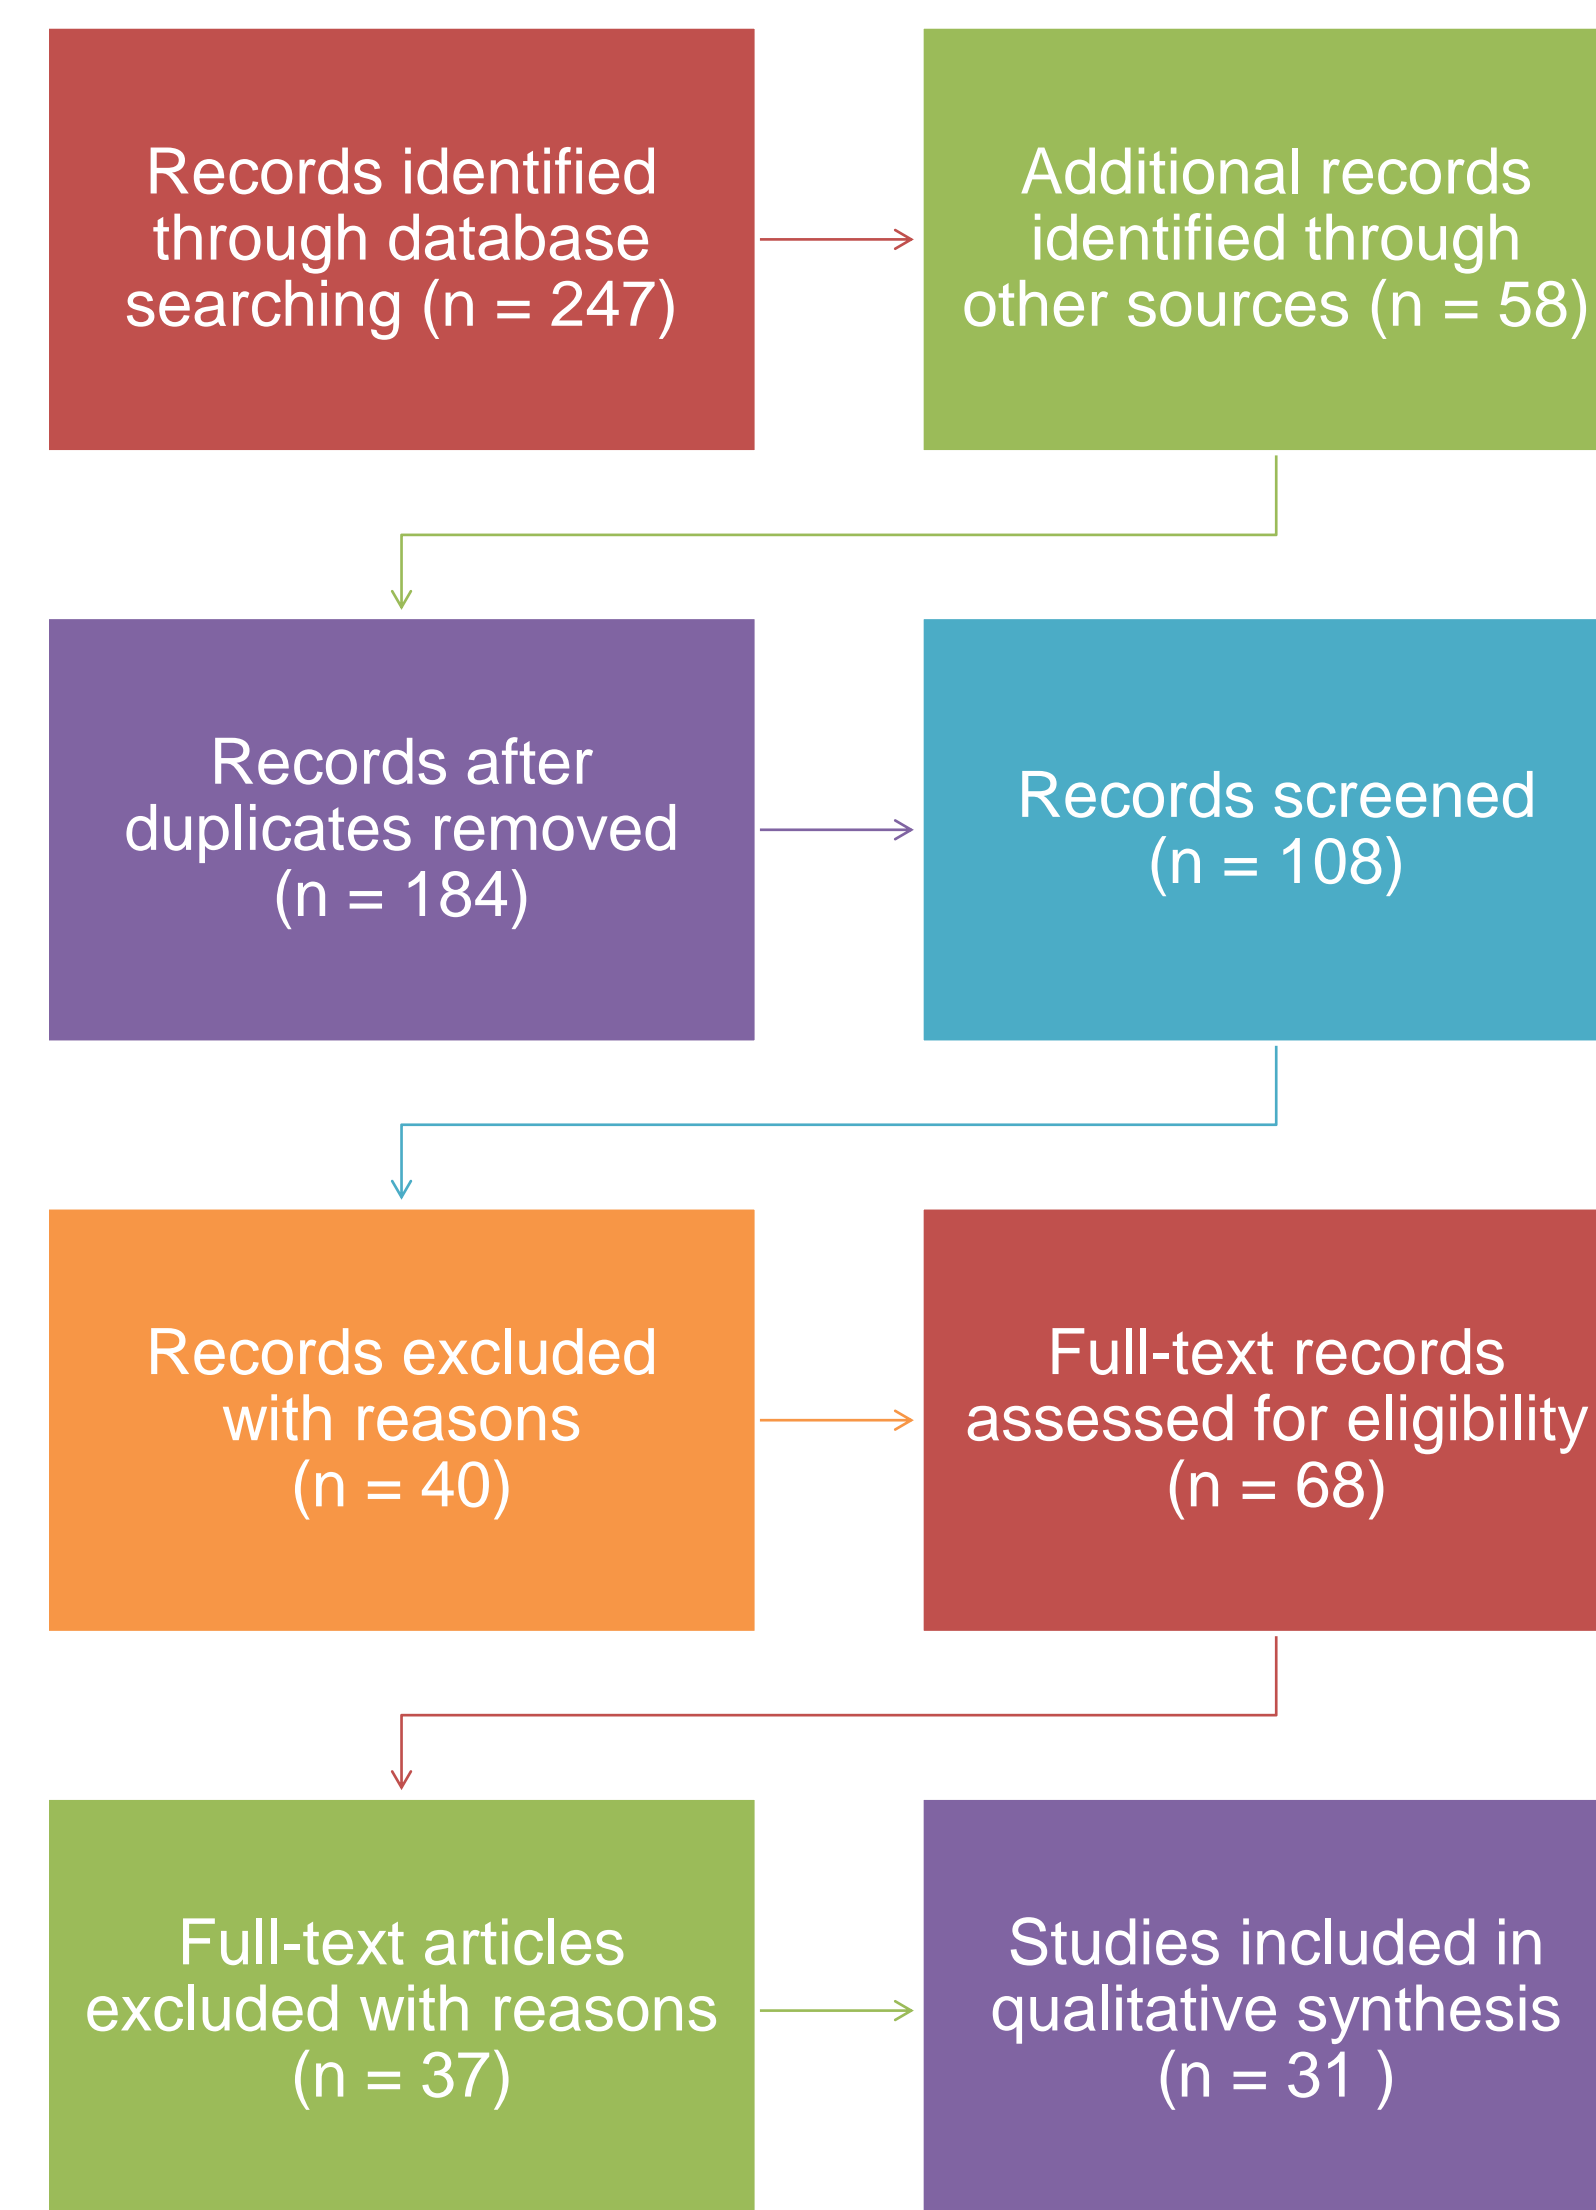 Records identified
through database
searching (n = 247)
Additional records
identified through
other sources (n = 58)
Records after
duplicates removed
(n = 184)
Records screened
(n = 108)
Records excluded
with reasons
(n = 40)
Full-text records
assessed for eligibility
(n = 68)
Full-text articles
excluded with reasons
(n = 37)
Studies included in
qualitative synthesis
(n = 31 )